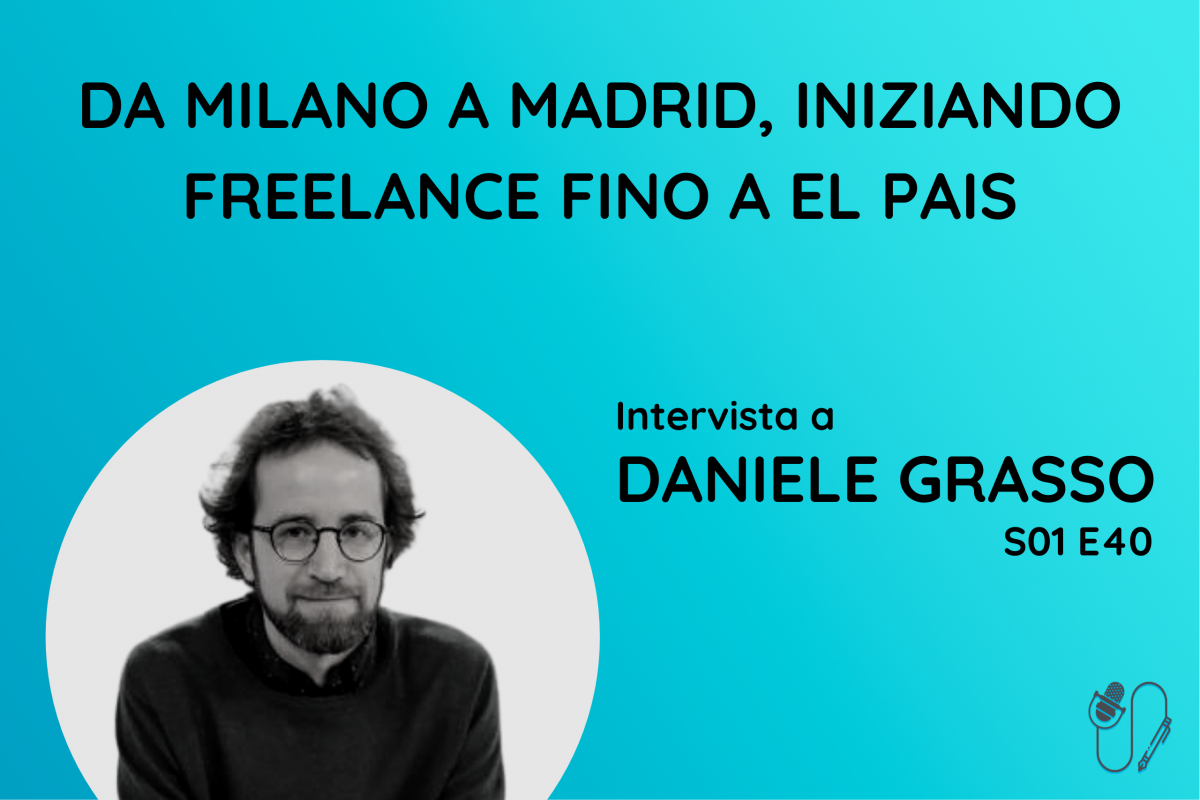 DA MILANO A MADRID, INIZIANDO
FREELANCE FINO A EL PAIS
Intervista a
DANIELE GRASSO
S01 E40